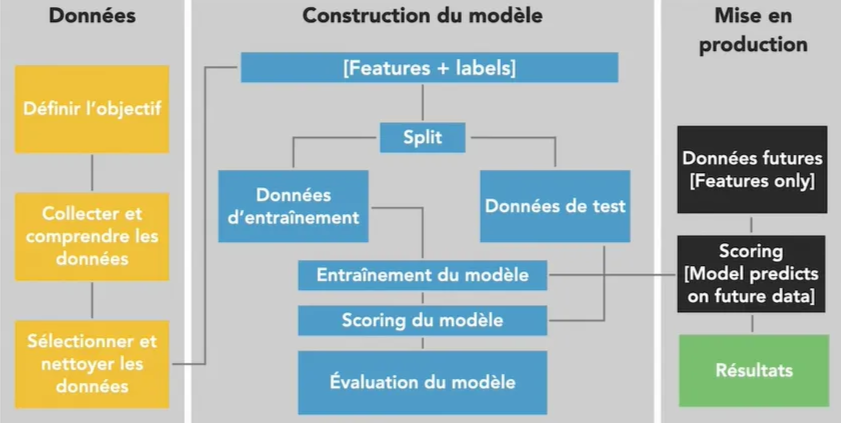 Données
Définir l’objectif
Collecter et
comprendre les
données
Sélectionner et
nettoyer les
données
Construction du modèle
[Features + labels]
Split
Données
d’entraînement
Données de test
Entraînement du modèle
Scoring du modèle
Évaluation du modèle
Mise en
production
Données futures
[Features only]
Scoring
[Model predicts
on future data]
Résultats